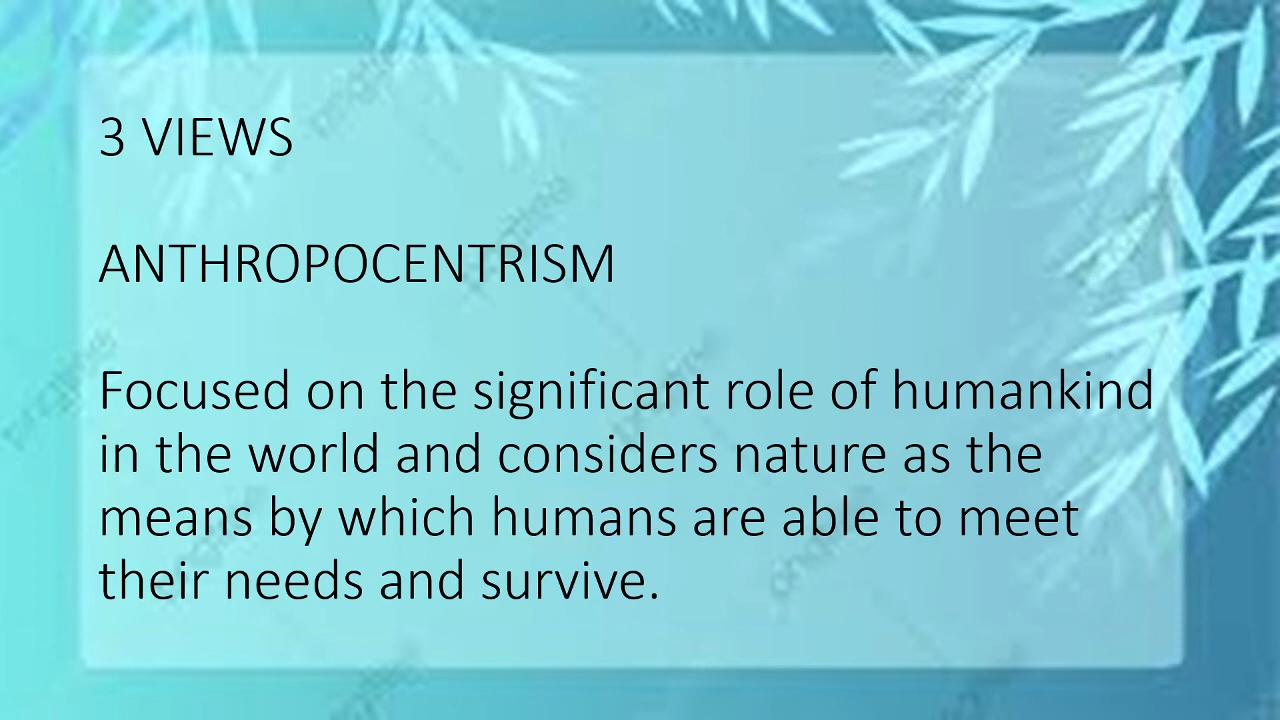 3 VIEWS
ANTHROPOCENTRISM
Focused on the significant role of humankind
in the world and considers nature as the
means by which humans are able to meet
their needs and survive.